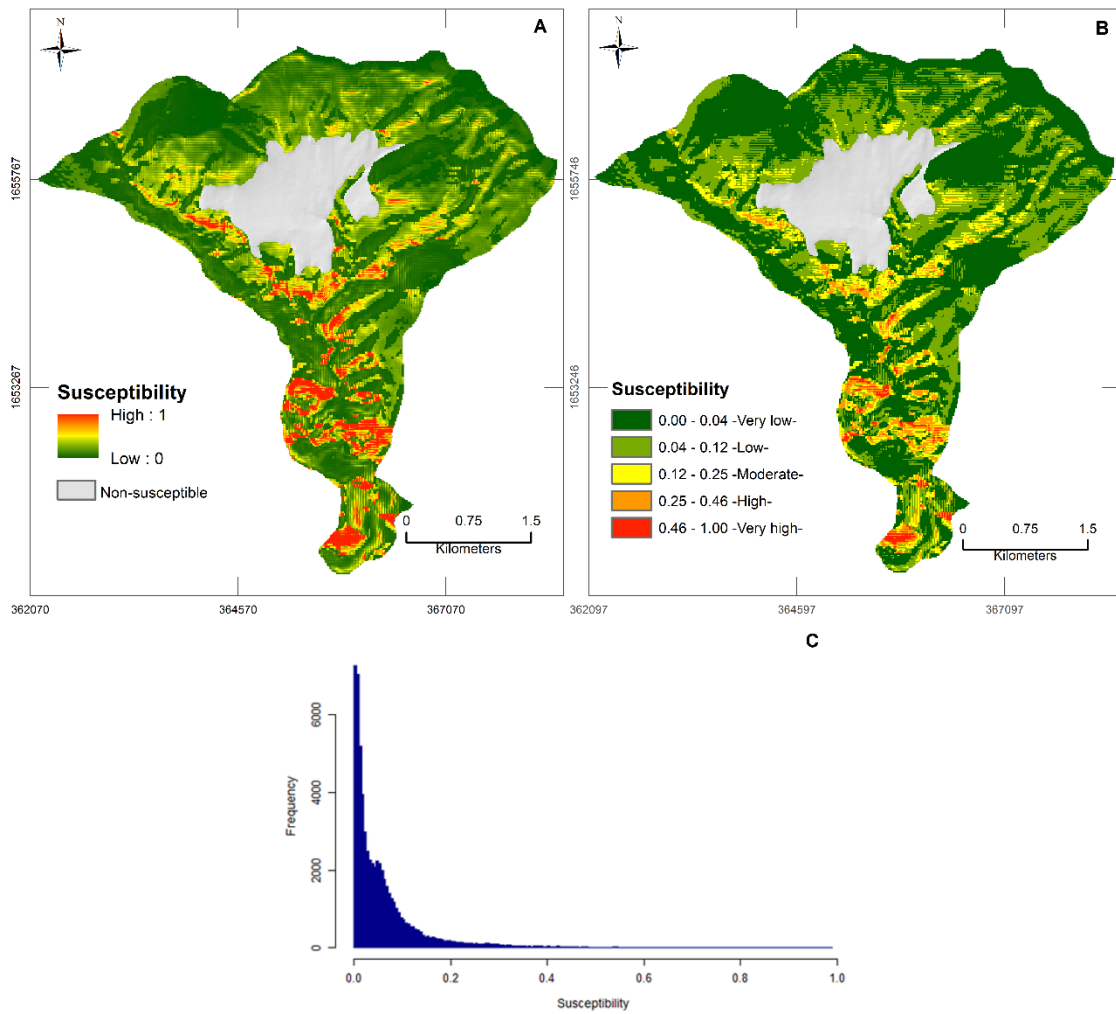 N
A
1655767
1653267
Susceptibility
High : 1
Low : 0
Non-susceptible
0 0.75 1.5
Kilometers
362070 364570 367070
N
B
1655746
1653246
Susceptibility
0.00 - 0.04 -Very low-
0.04 - 0.12 -Low-
0.12 - 0.25 -Moderate-
0.25 - 0.46 -High-
0.46 - 1.00 -Very high-
0 0.75 1.5
Kilometers
362097 364597 367097
C
Frequency
6000
4000
2000
0
0.0 0.2 0.4 0.6 0.8 1.0
Susceptibility